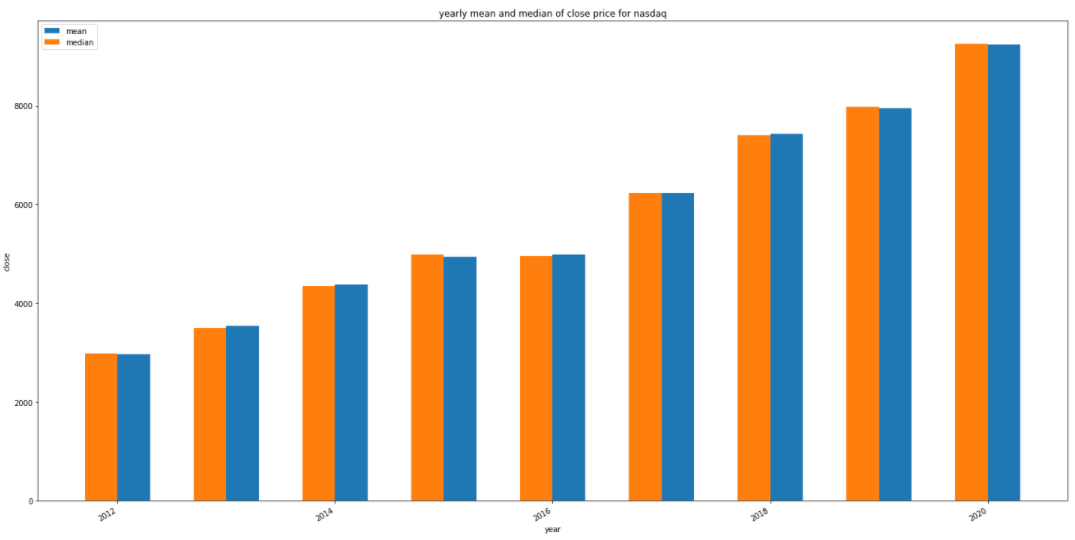 yearly mean and median of close price for nasdaq
mean
median
8000
6000
close
4000
2000
0
2012
2014
2016
2018
2020
year